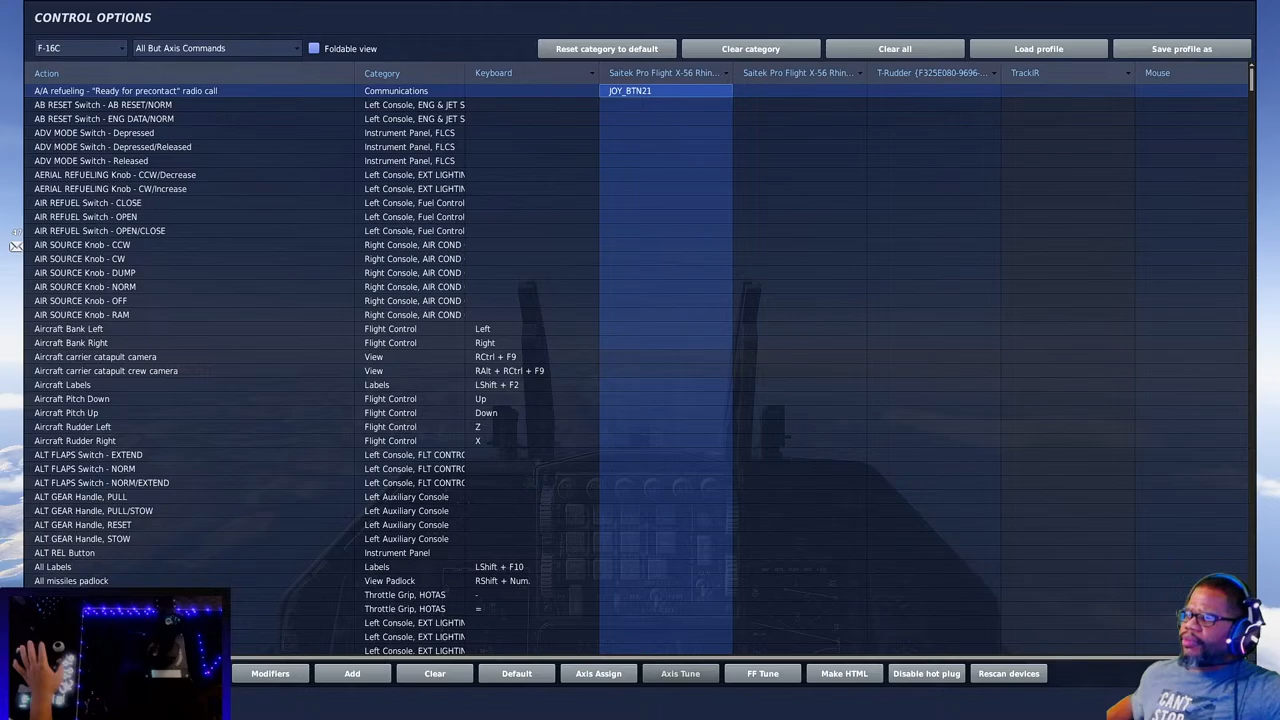 CONTROL OPTIONS
F-16C All But Axis Commands Foldable view Reset category to default Clear category Clear all Load profile Save profile as
Action Category Keyboard Saitek Pro Flight X-56 Rhin... Saitek Pro Flight X-56 Rhin... T-Rudder {F325E080-9696-... TrackIR Mouse
A/A refueling - "Ready for precontact" radio call Communications JOY_BTN21
AB RESET Switch - AB RESET/NORM Left Console, ENG & JET S
AB RESET Switch - ENG DATA/NORM Left Console, ENG & JET S
ADV MODE Switch - Depressed Instrument Panel, FLCS
ADV MODE Switch - Depressed/Released Instrument Panel, FLCS
ADV MODE Switch - Released Instrument Panel, FLCS
AERIAL REFUELING Knob - CCW/Decrease Left Console, EXT LIGHTIN
AERIAL REFUELING Knob - CW/Increase Left Console, EXT LIGHTIN
AIR REFUEL Switch - CLOSE Left Console, Fuel Control
AIR REFUEL Switch - OPEN Left Console, Fuel Control
AIR REFUEL Switch - OPEN/CLOSE Left Console, Fuel Control
AIR SOURCE Knob - CCW Right Console, AIR COND
AIR SOURCE Knob - CW Right Console, AIR COND
AIR SOURCE Knob - DUMP Right Console, AIR COND
AIR SOURCE Knob - NORM Right Console, AIR COND
AIR SOURCE Knob - OFF Right Console, AIR COND
AIR SOURCE Knob - RAM Right Console, AIR COND
Aircraft Bank Left Flight Control Left
Aircraft Bank Right Flight Control Right
Aircraft carrier catapult camera View RCtrl + F9
Aircraft carrier catapult crew camera View RAlt + RCtrl + F9
Aircraft Labels Labels LShift + F2
Aircraft Pitch Down Flight Control Up
Aircraft Pitch Up Flight Control Down
Aircraft Rudder Left Flight Control Z
Aircraft Rudder Right Flight Control X
ALT FLAPS Switch - EXTEND Left Console, FLT CONTRO
ALT FLAPS Switch - NORM Left Console, FLT CONTRO
ALT FLAPS Switch - NORM/EXTEND Left Console, FLT CONTRO
ALT GEAR Handle, PULL Left Auxiliary Console
ALT GEAR Handle, PULL/STOW Left Auxiliary Console
ALT GEAR Handle, RESET Left Auxiliary Console
ALT GEAR Handle, STOW Left Auxiliary Console
ALT REL Button Instrument Panel
All Labels Labels LShift + F10
All missiles padlock View Padlock RShift + Num.
Throttle Grip, HOTAS -
Throttle Grip, HOTAS =
Left Console, EXT LIGHTIN
Left Console, EXT LIGHTIN
Left Console, EXT LIGHTIN
Modifiers Add Clear Default Axis Assign Axis Tune FF Tune Make HTML Disable hot plug Rescan devices
CAN'T
STOP